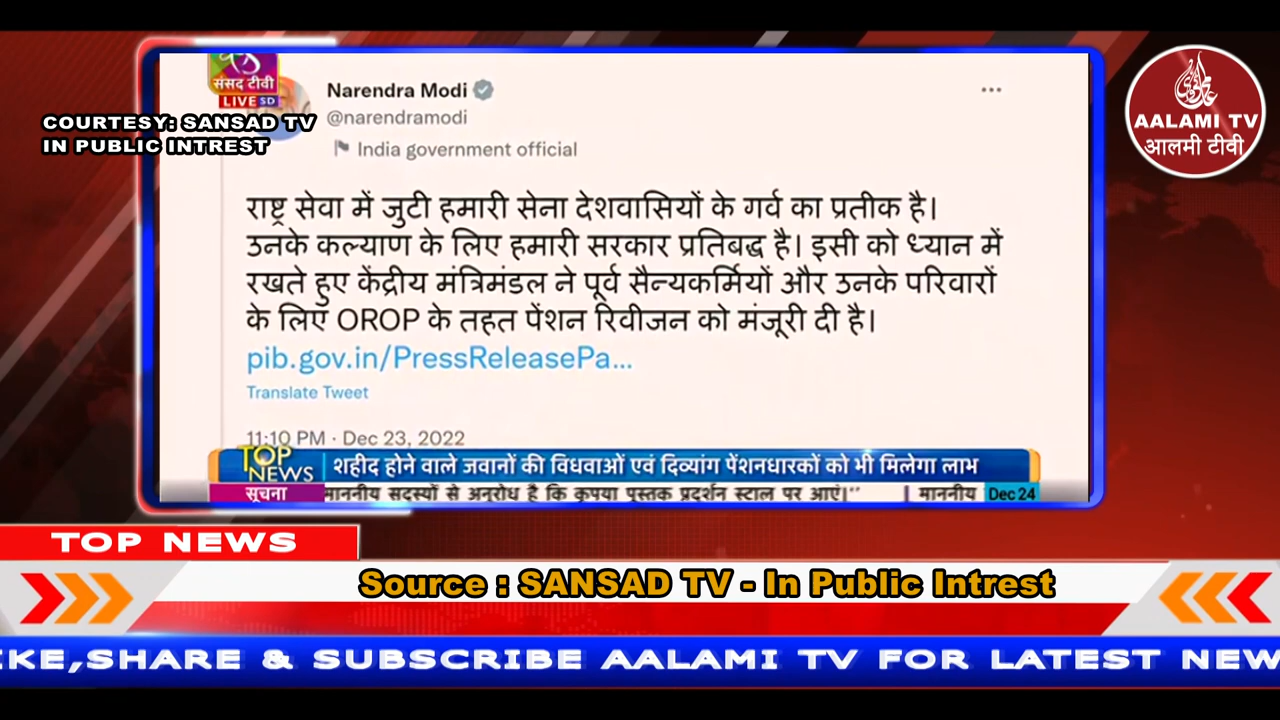 संसद टीवी
LIVE SD
COURTESY: SANSAD TV
IN PUBLIC INTREST
Narendra Modi
@narendramodi
India government official
AALAMI TV
आलमी टीवी
राष्ट्र सेवा में जुटी हमारी सेना देशवासियों के गर्व का प्रतीक है।
उनके कल्याण के लिए हमारी सरकार प्रतिबद्ध है। इसी को ध्यान में
रखते हुए केंद्रीय मंत्रिमंडल ने पूर्व सैन्यकर्मियों और उनके परिवारों
के लिए OROP के तहत पेंशन रिवीजन को मंजूरी दी है।
pib.gov.in/PressReleasePa...
Translate Tweet
11:10 PM · Dec 23, 2022
TOP NEWS
शहीद होने वाले जवानों की विधवाओं एवं दिव्यांग पेंशनधारकों को भी मिलेगा लाभ
सूचना
माननीय सदस्यों से अनुरोध है कि कृपया पुस्तक प्रदर्शन स्टाल पर आएं।'' | माननीय
Dec 24
TOP NEWS
Source : SANSAD TV - In Public Intrest
KE,SHARE & SUBSCRIBE AALAMI TV FOR LATEST NEW